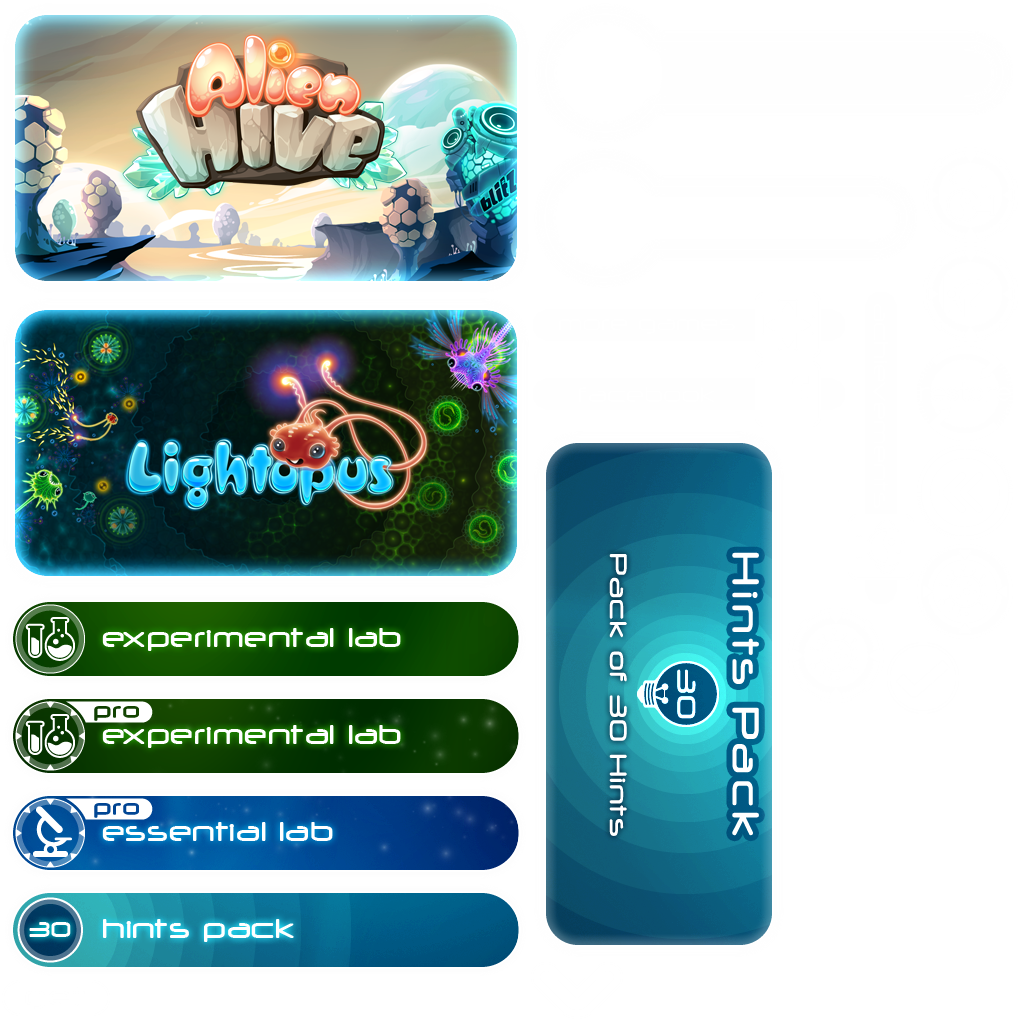 Alien
Hive
DJ
Blitz
Lightopus
experimental lab
pro
experimental lab
pro
essential lab
30
hints pack
Hints Pack
30
Pack of 30 Hints